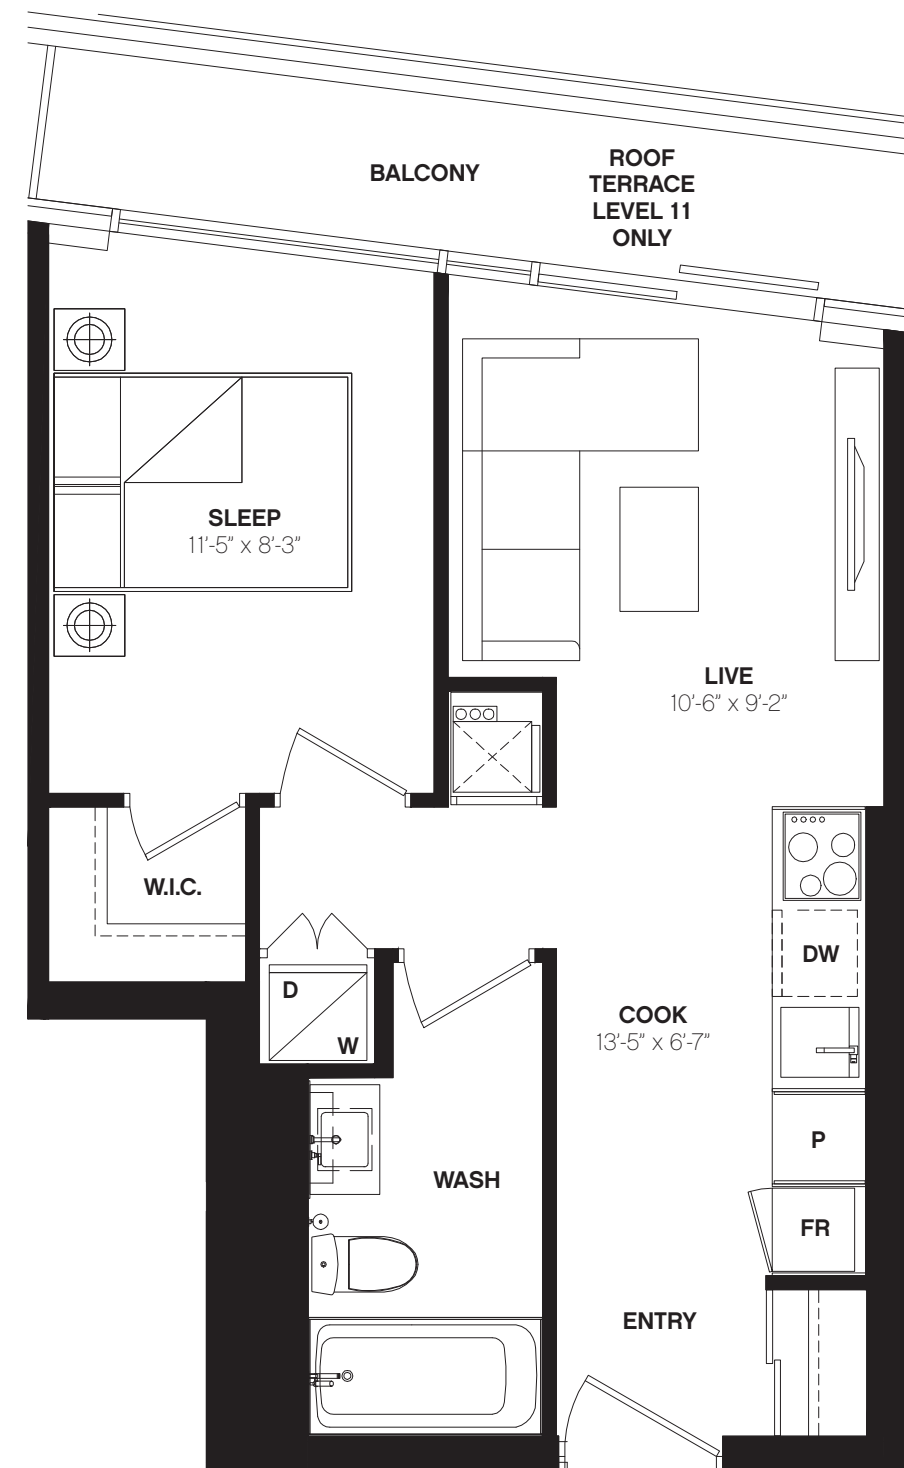 BALCONY
ROOF
TERRACE
LEVEL 11
ONLY
SLEEP
11'-5" x 8'-3"
LIVE
10'-6" x 9'-2"
W.I.C.
DW
D
W
COOK
13'-5" x 6'-7"
P
WASH
FR
ENTRY